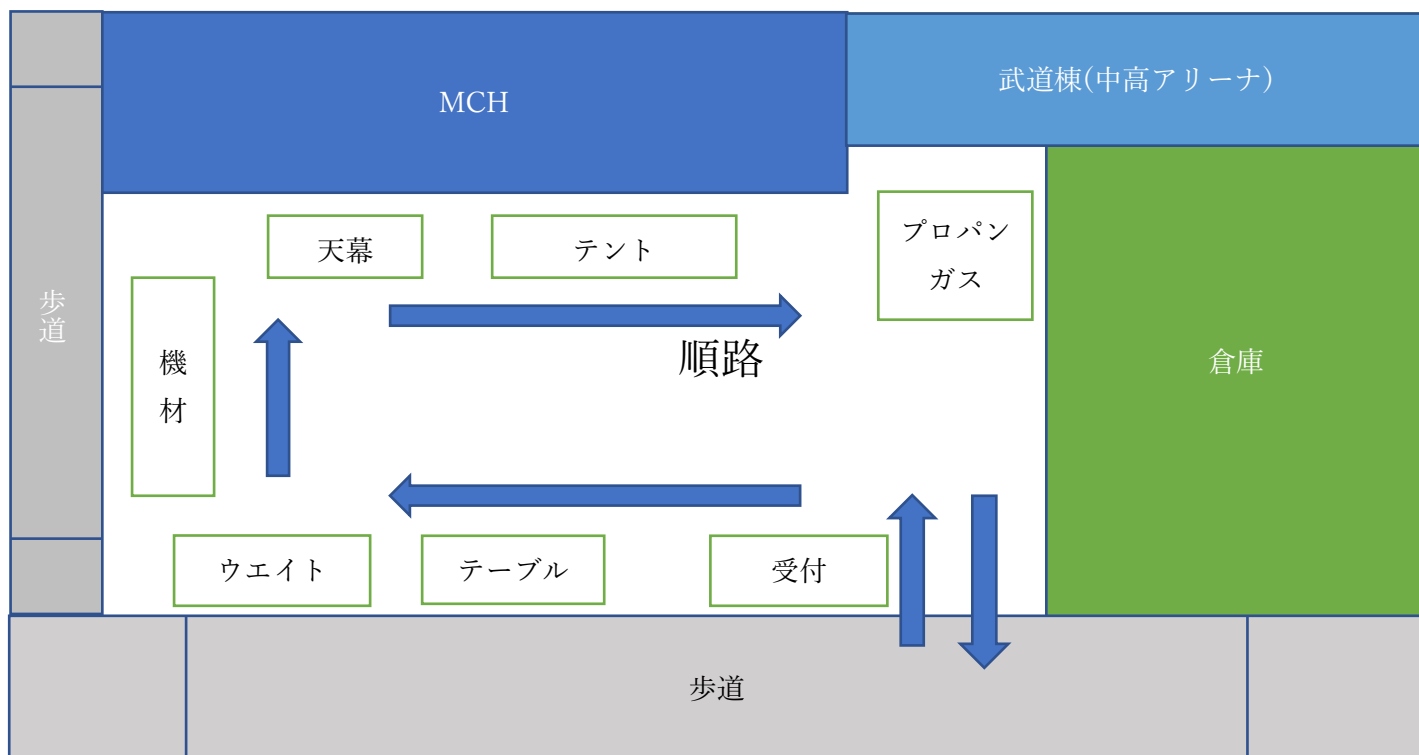 MCH
武道棟(中高アリーナ)
天幕
テント
プロパン
ガス
歩道
機材
順路
倉庫
ウエイト
テーブル
受付
歩道